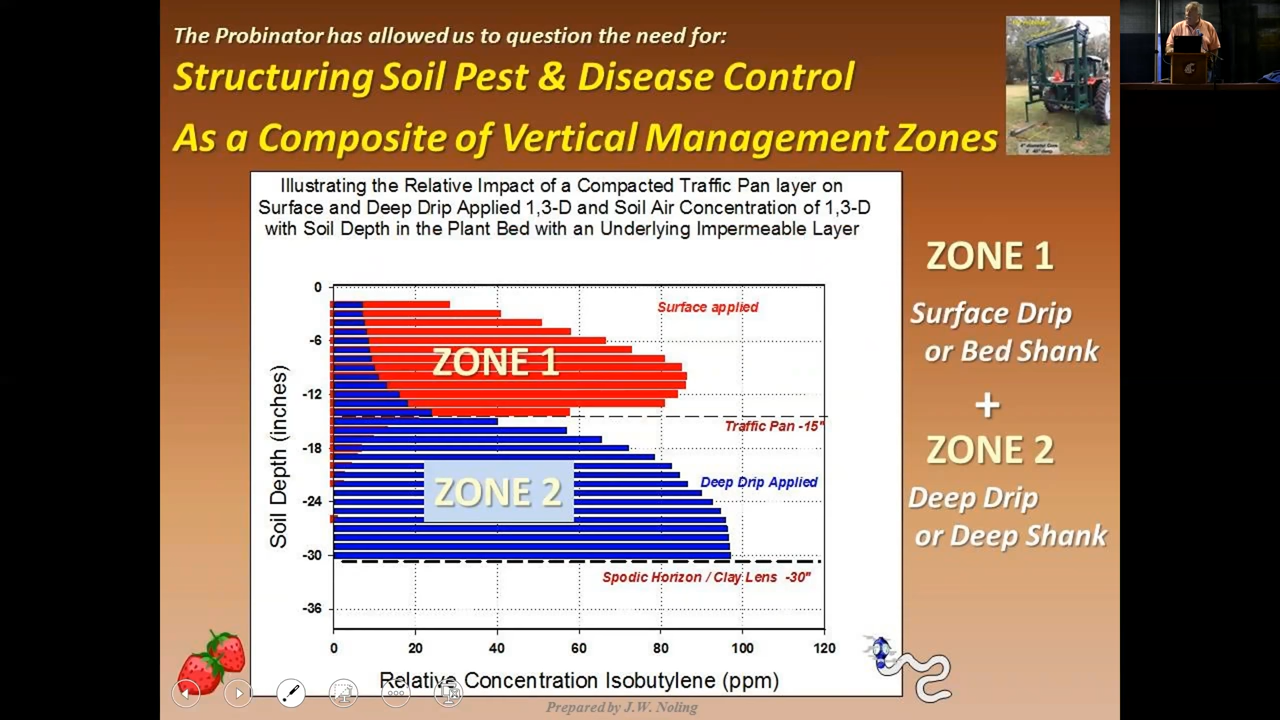 The Probinator has allowed us to question the need for:
Structuring Soil Pest & Disease Control
As a Composite of Vertical Management Zones
Illustrating the Relative Impact of a Compacted Traffic Pan layer on
Surface and Deep Drip Applied 1,3-D and Soil Air Concentration of 1,3-D
with Soil Depth in the Plant Bed with an Underlying Impermeable Layer
0
-6
-12
-18
-24
-30
-36
Soil Depth (inches)
Surface applied
ZONE 1
Traffic Pan -15"
Deep Drip Applied
ZONE 2
Spodic Horizon / Clay Lens -30"
0 20 40 60 80 100 120
Relative Concentration Isobutylene (ppm)
ZONE 1
Surface Drip
or Bed Shank
+
ZONE 2
Deep Drip
or Deep Shank
Prepared by J.W. Noling